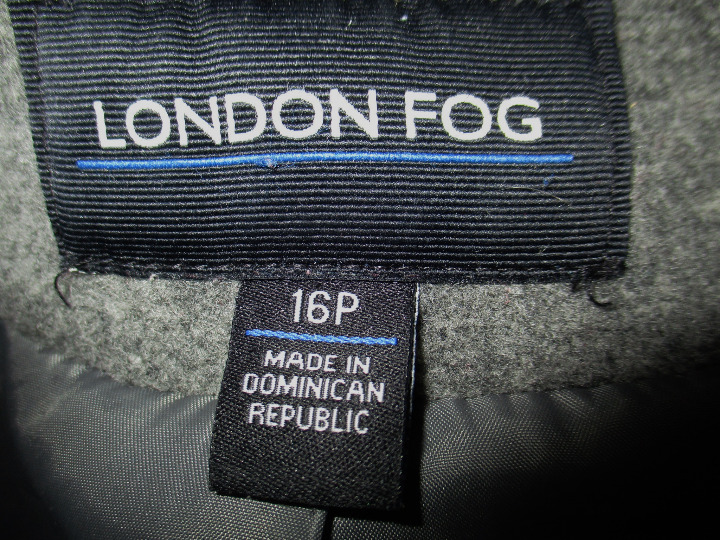 LONDON FOG
16P
MADE IN
DOMINICAN
REPUBLIC